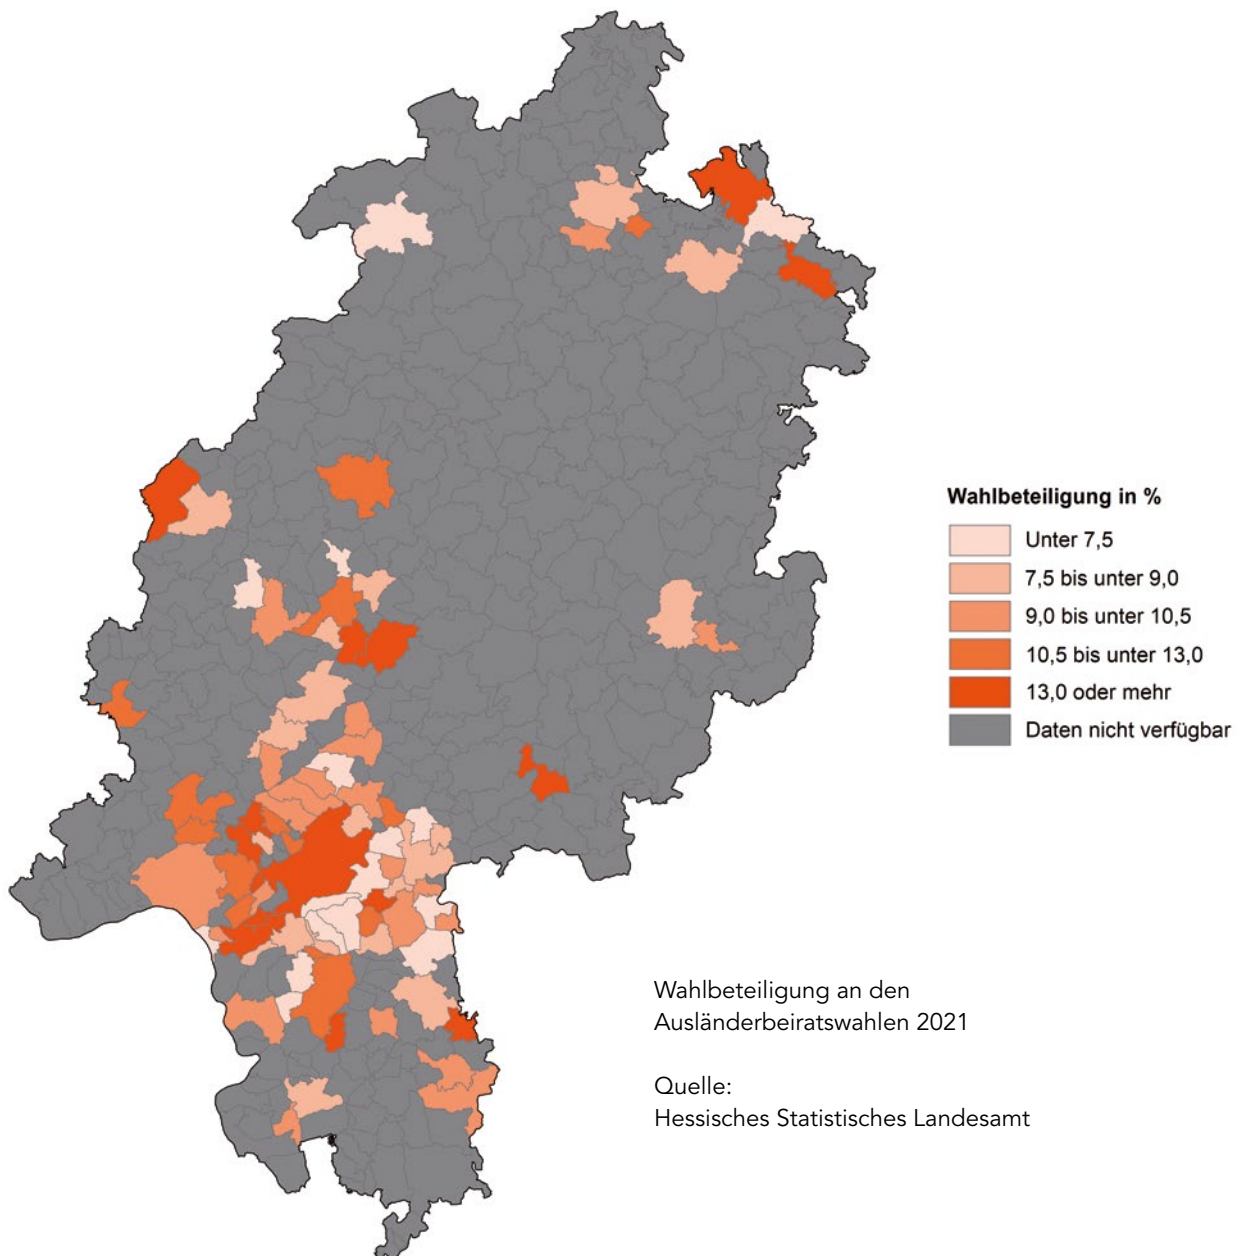 Wahlbeteiligung in %
Unter 7,5
7,5 bis unter 9,0
9,0 bis unter 10,5
10,5 bis unter 13,0
13,0 oder mehr
Daten nicht verfügbar
Wahlbeteiligung an den
Ausländerbeiratswahlen 2021
Quelle:
Hessisches Statistisches Landesamt